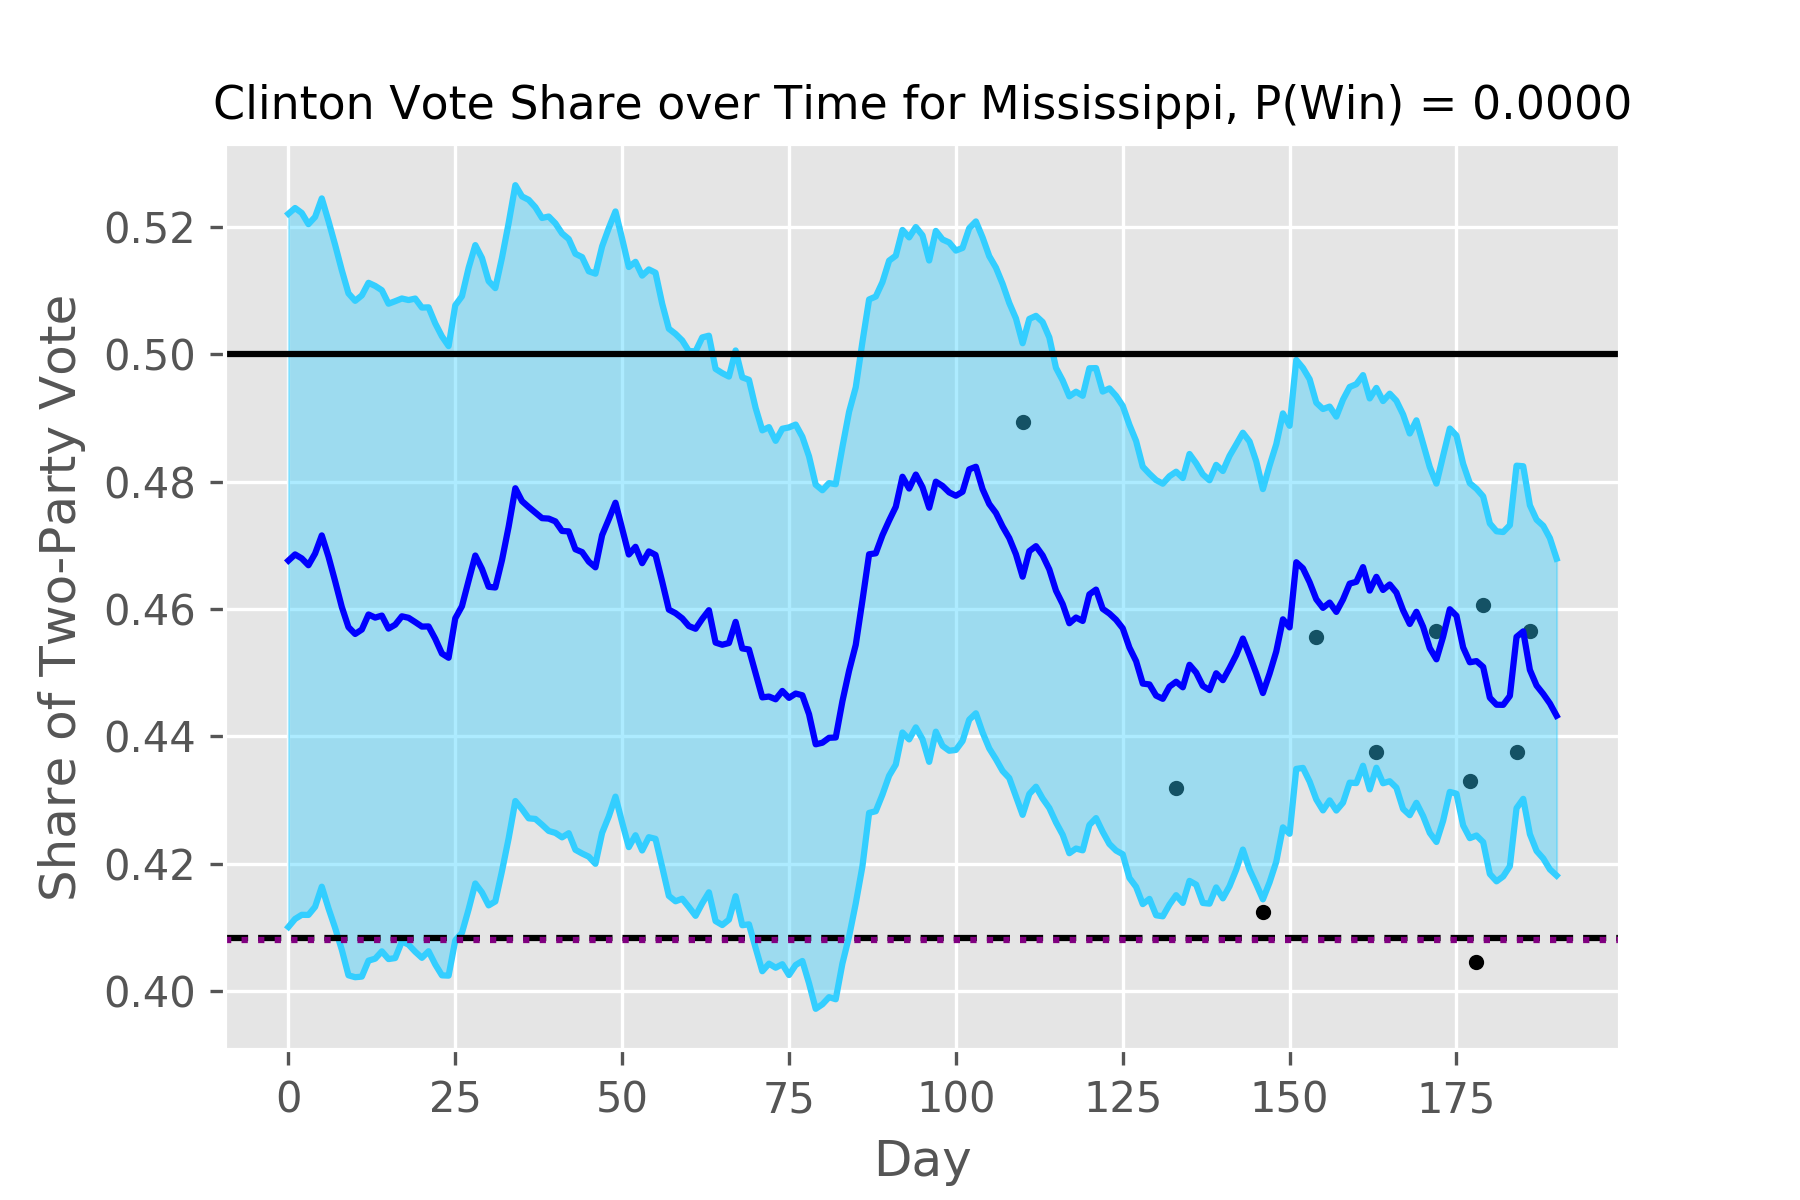 Clinton Vote Share over Time for Mississippi, P(Win) = 0.0000
Share of Two-Party Vote
0.52
0.50
0.48
0.46
0.44
0.42
0.40
0 25 50 75 100 125 150 175
Day